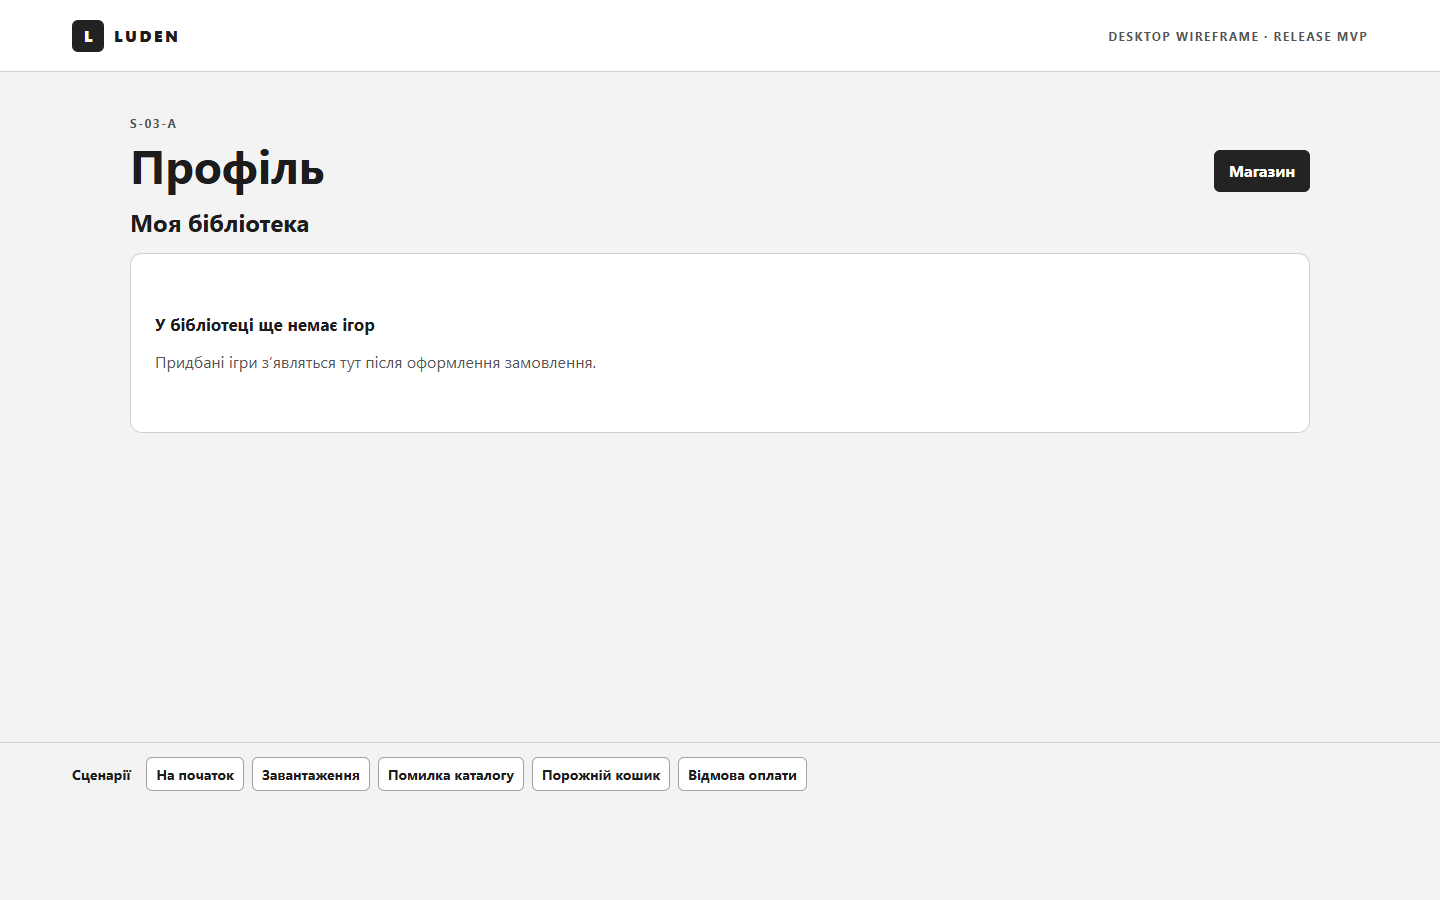 L LUDEN
DESKTOP WIREFRAME · RELEASE MVP
S-03-A
Профіль
Магазин
Моя бібліотека
У бібліотеці ще немає ігор
Придбані ігри з’являться тут після оформлення замовлення.
Сценарії На початок Завантаження Помилка каталогу Порожній кошик Відмова оплати